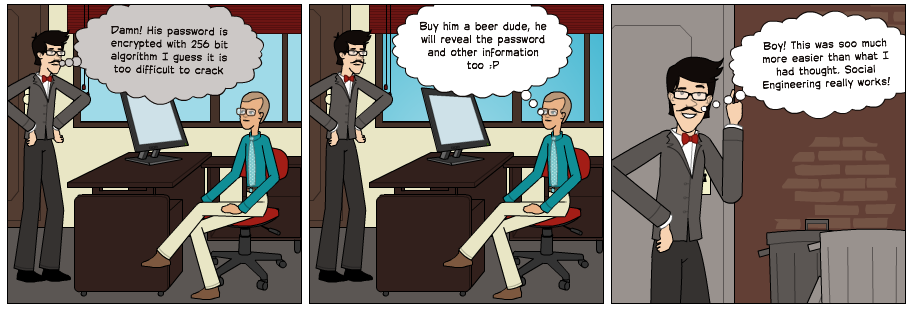 Damn! His password is
encrypted with 256 bit
algorithm I guess it is
too difficult to crack
Buy him a beer dude, he
will reveal the password
and other information
too :P
Boy! This was soo much
more easier than what I
had thought. Social
Engineering really works!